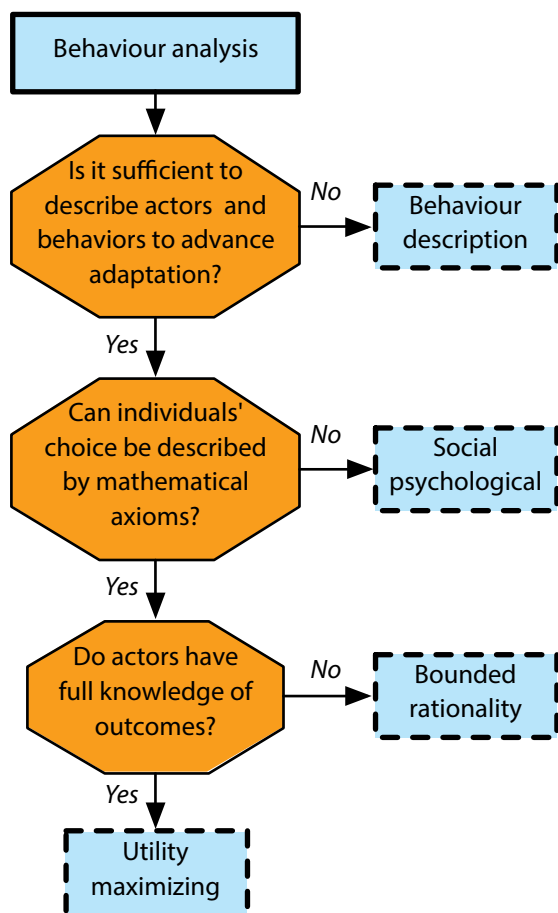 Behaviour analysis
Is it sufficient to
describe actors and
behaviors to advance
adaptation?
No
Behaviour
description
Yes
Can individuals'
choice be described
by mathematical
axioms?
No
Social
psychological
Yes
Do actors have
full knowledge of
outcomes?
No
Bounded
rationality
Yes
Utility
maximizing